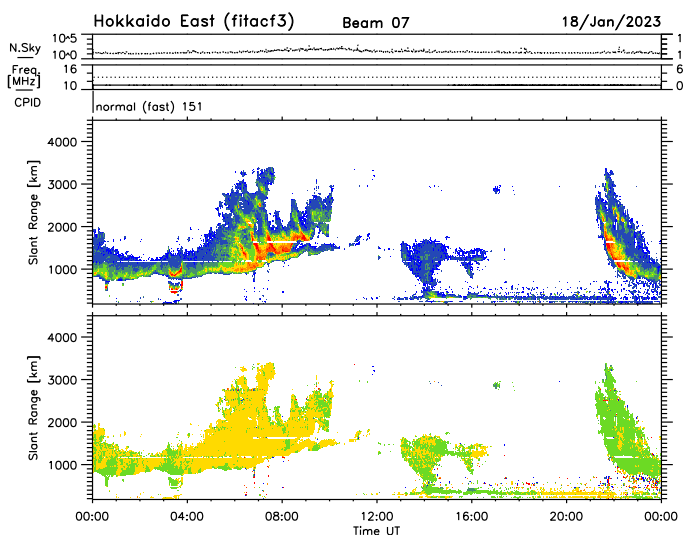 Hokkaido East (fitacf3) Beam 07 18/Jan/2023
N.Sky 10^5 10^0 1 1
Freq. [MHz] 16 10 6 0
CPID normal (fast) 151
Slant Range [km] 4000 3000 2000 1000
Slant Range [km] 4000 3000 2000 1000
00:00 04:00 08:00 12:00 16:00 20:00 00:00
Time UT